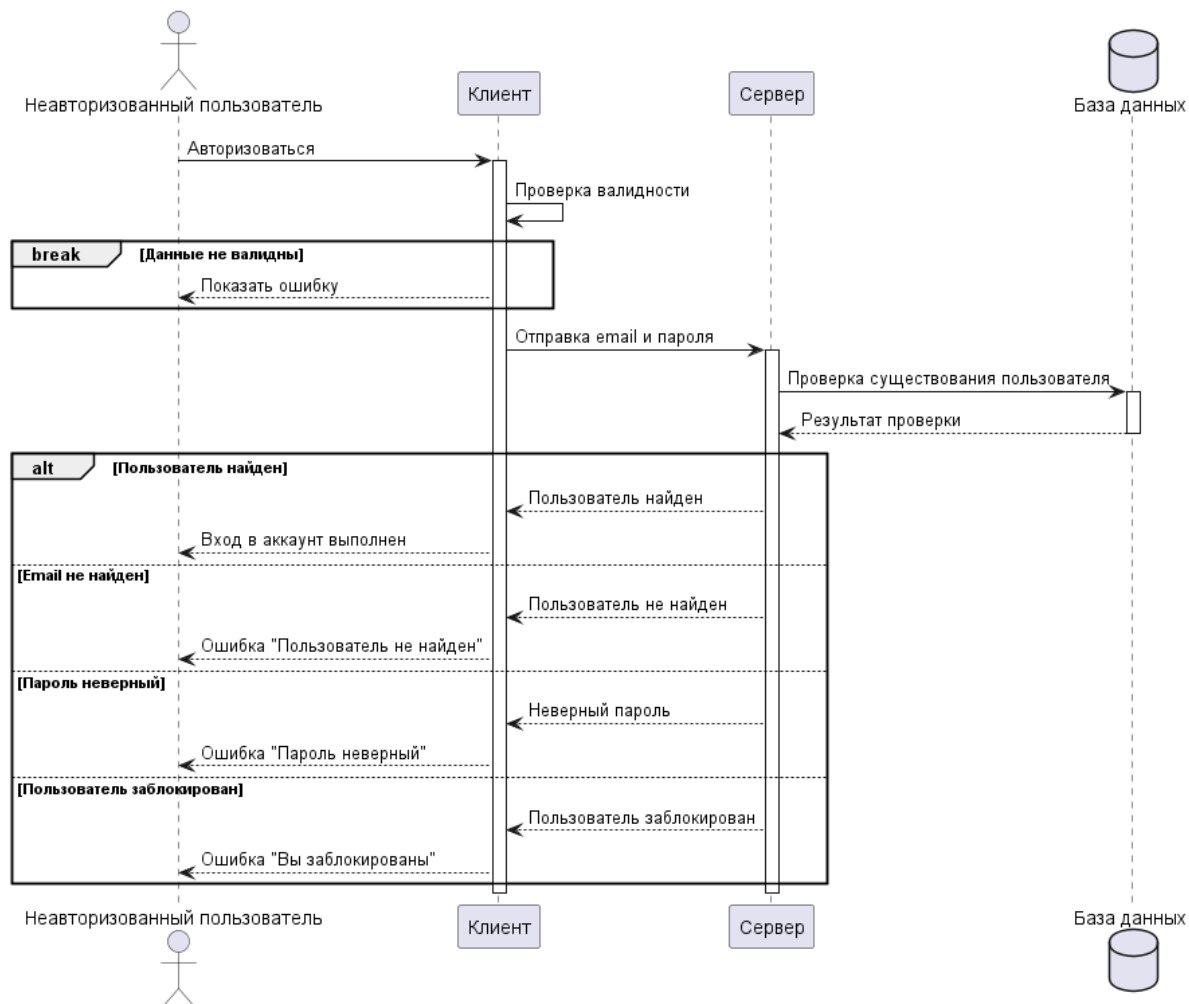 Неавторизованный пользователь
Клиент
Сервер
База данных
Авторизоваться
Проверка валидности
break [Данные не валидны]
Показать ошибку
Отправка email и пароля
Проверка существования пользователя
Результат проверки
alt [Пользователь найден]
Пользователь найден
Вход в аккаунт выполнен
[Email не найден]
Пользователь не найден
Ошибка "Пользователь не найден"
[Пароль неверный]
Неверный пароль
Ошибка "Пароль неверный"
[Пользователь заблокирован]
Пользователь заблокирован
Ошибка "Вы заблокированы"
Неавторизованный пользователь
Клиент
Сервер
База данных